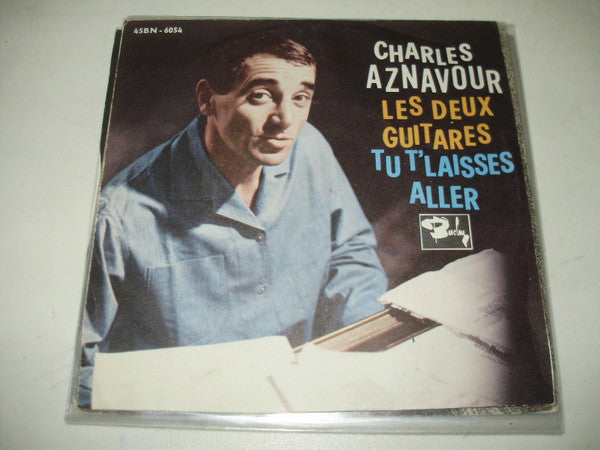 45BN-6054
CHARLES
AZNAVOUR
LES DEUX
GUITARES
TU T'LAISSES
ALLER
Barclay